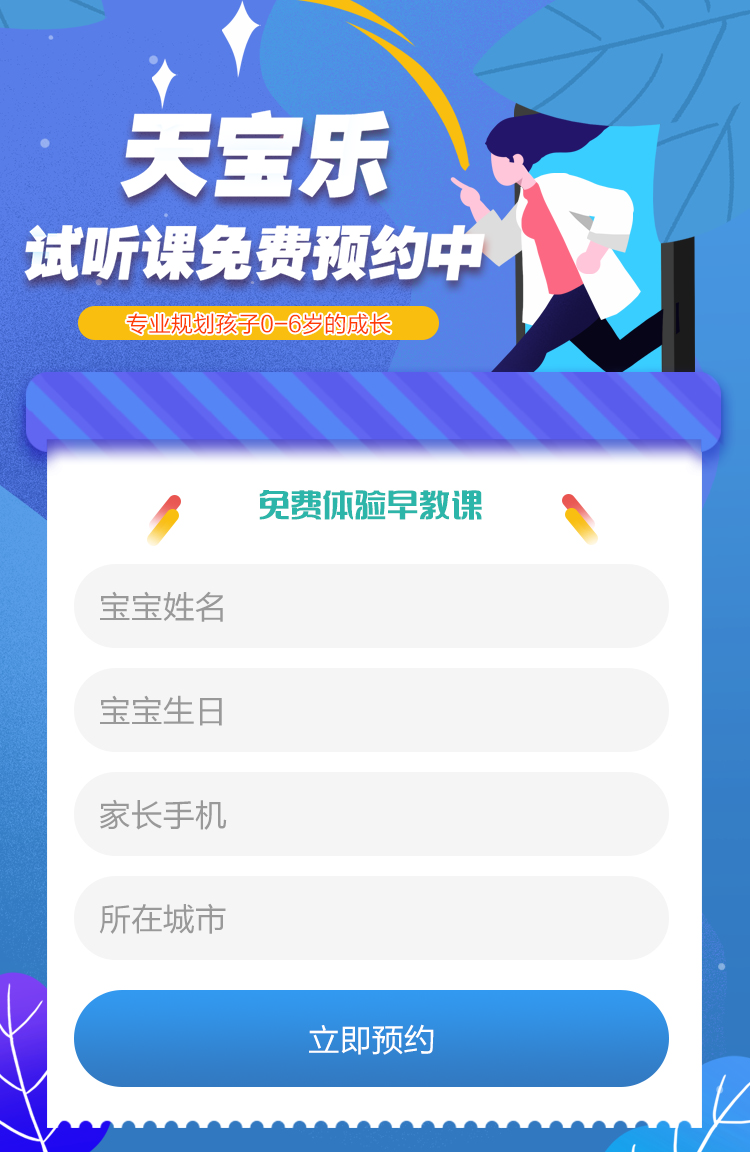 天宝乐
试听课免费预约中
专业规划孩子0-6岁的成长
免费体验早教课
宝宝姓名
宝宝生日
家长手机
所在城市
立即预约